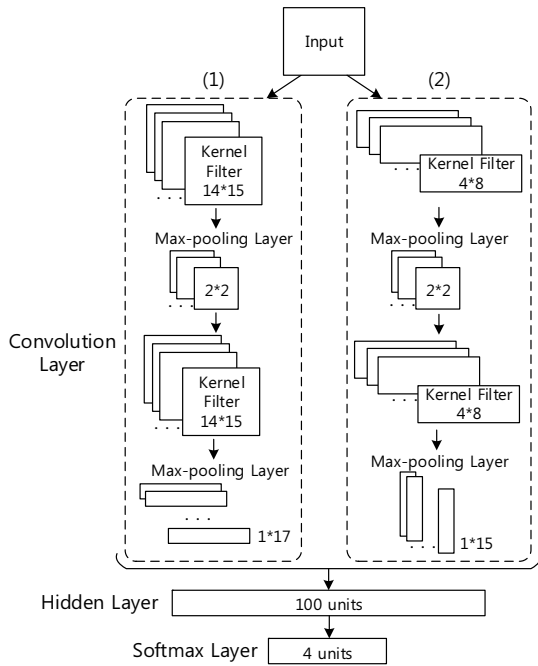 Input
(1)
(2)
Kernel
Filter
14*15
. . .
Max-pooling Layer
2*2
. . .
Kernel
Filter
14*15
. . .
Max-pooling Layer
. . .
1*17
Kernel Filter
4*8
. . .
Max-pooling Layer
2*2
. . .
Kernel Filter
4*8
. . .
Max-pooling Layer
. . .
1*15
Convolution
Layer
Hidden Layer
100 units
Softmax Layer
4 units